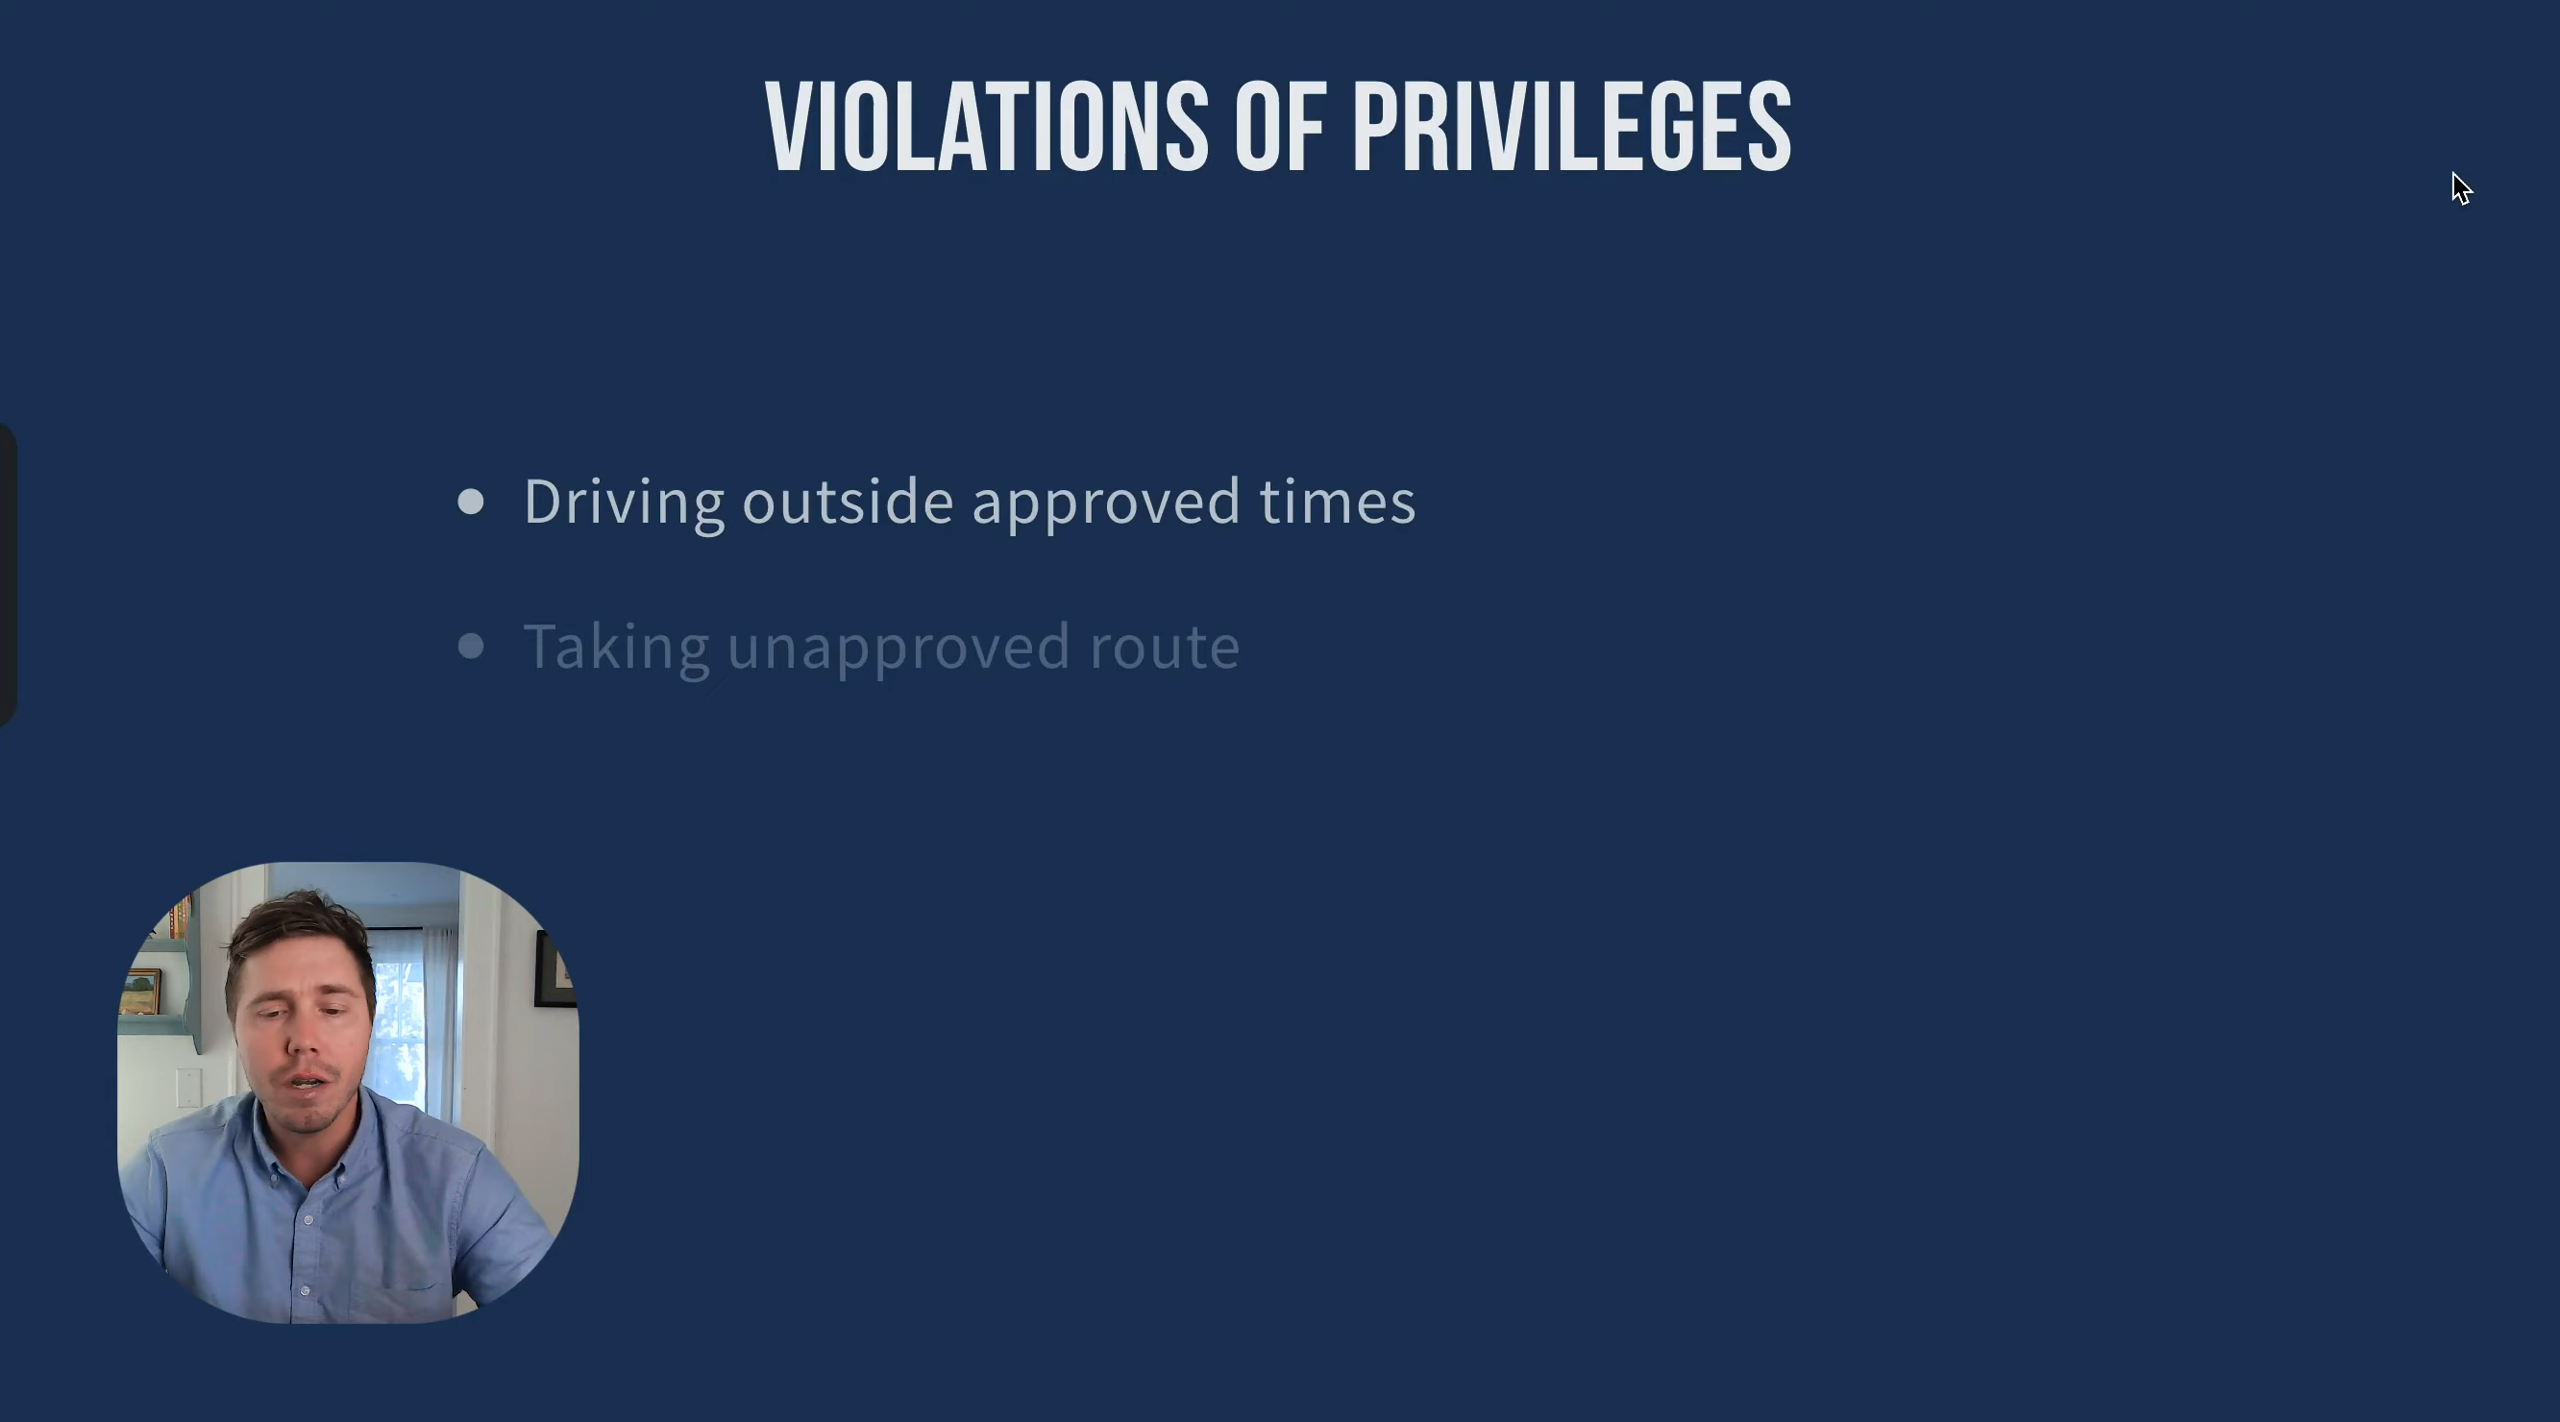 VIOLATIONS OF PRIVILEGES
• Driving outside approved times
• Taking unapproved route